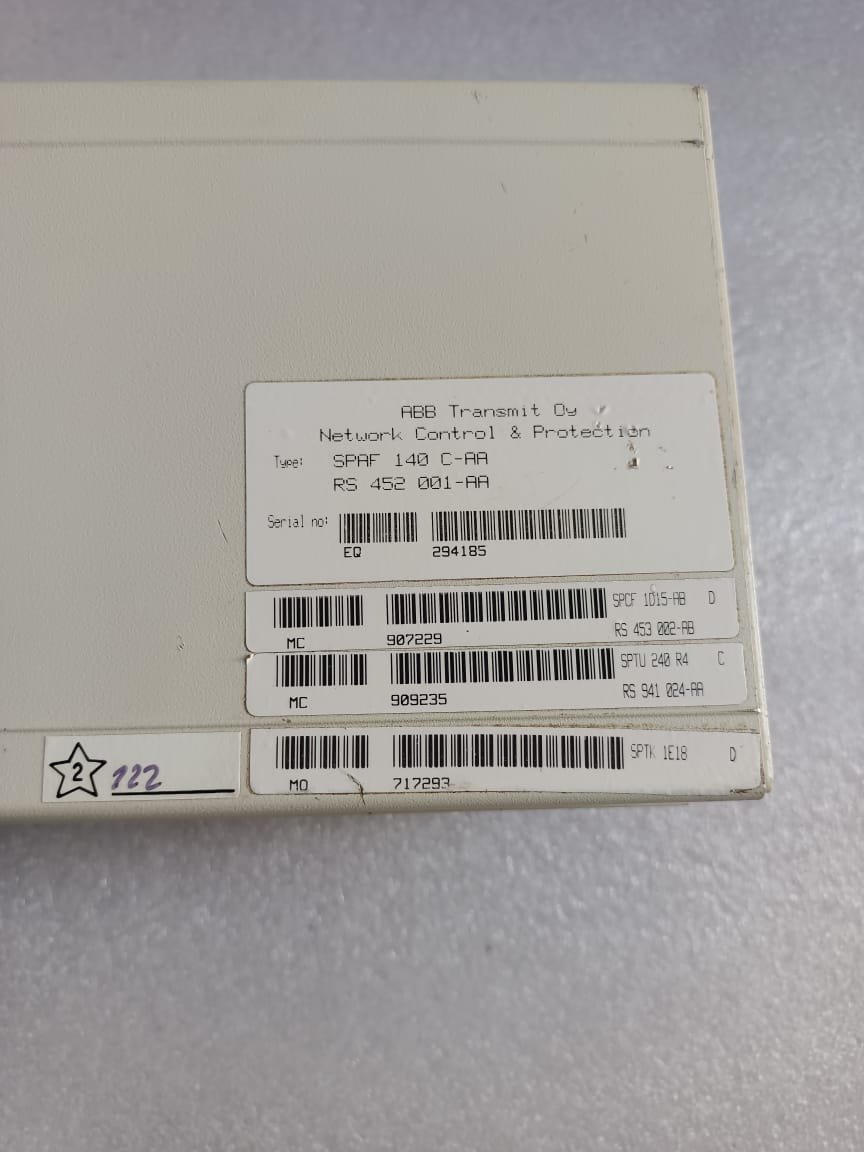 ABB Transmit Oy
Network Control & Protection
Type: SPAF 140 C-AA
RS 452 001-AA
Serial no:
EQ 294185
SPCF 1D15-AB D
RS 453 002-AB
MC 907229
SPTU 240 R4 C
RS 941 024-AA
MC 909235
SPTK 1E18 D
MO 717293
2 122